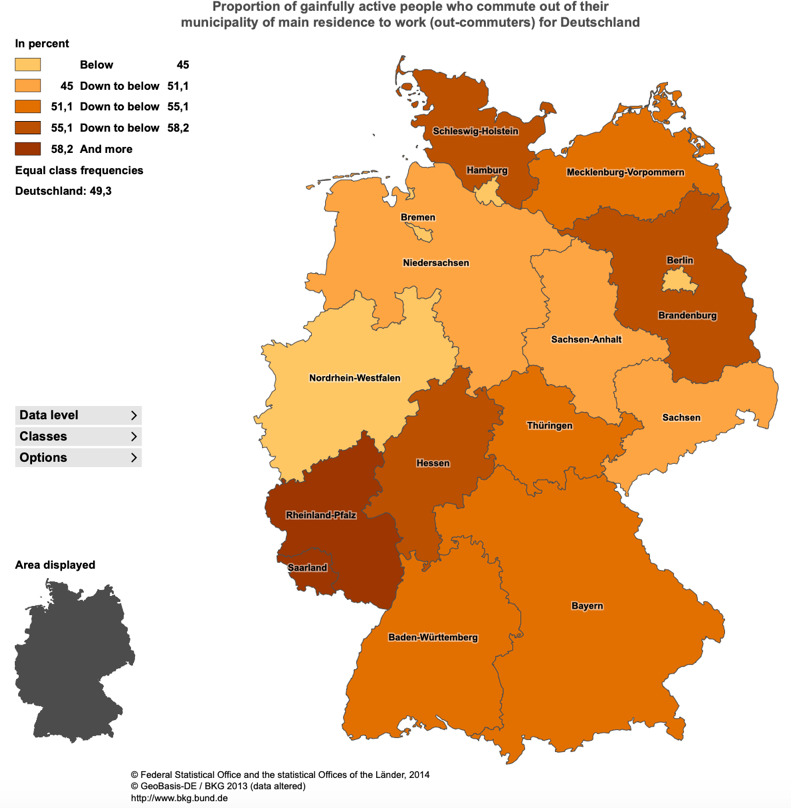 Proportion of gainfully active people who commute out of their
municipality of main residence to work (out-commuters) for Deutschland
In percent
Below 45
45 Down to below 51,1
51,1 Down to below 55,1
55,1 Down to below 58,2
58,2 And more
Equal class frequencies
Deutschland: 49,3
Schleswig-Holstein
Hamburg
Mecklenburg-Vorpommern
Bremen
Niedersachsen
Berlin
Brandenburg
Sachsen-Anhalt
Nordrhein-Westfalen
Sachsen
Thüringen
Hessen
Rheinland-Pfalz
Saarland
Bayern
Baden-Württemberg
Data level
Classes
Options
Area displayed
© Federal Statistical Office and the statistical Offices of the Länder, 2014
© GeoBasis-DE / BKG 2013 (data altered)
http://www.bkg.bund.de